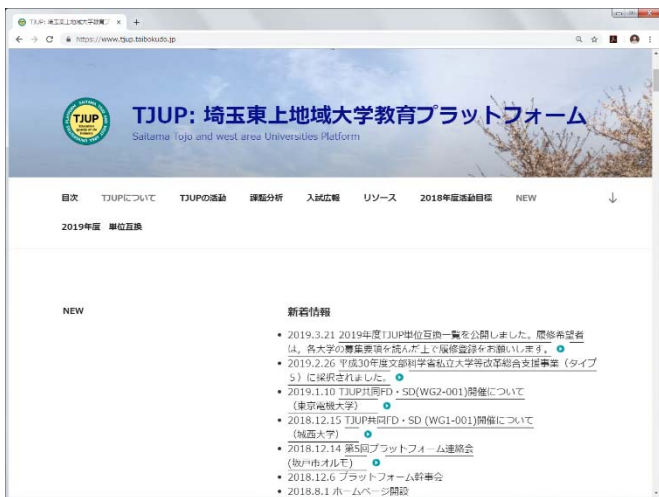 TJUP: 埼玉東上地域大学教育プ
https://www.tjup.taibokudo.jp
TJUP
TJUP: 埼玉東上地域大学教育プラットフォーム
Saitama Tojo and west area Universities Platform
目次 TJUPについて TJUPの活動 課題分析 入試広報 リソース 2018年度活動目標 NEW
2019年度 単位互換
NEW
新着情報
• 2019.3.21 2019年度TJUP単位互換一覧を公開しました。履修希望者
は，各大学の募集要項を読んだ上で履修登録をお願いします。
• 2019.2.26 平成30年度文部科学省私立大学等改革総合支援事業（タイプ
5）に採択されました。
• 2019.1.10 TJUP共同FD・SD(WG2-001)開催について
（東京電機大学）
• 2018.12.15 TJUP共同FD・SD (WG1-001)開催について
（城西大学）
• 2018.12.14 第5回プラットフォーム連絡会
(坂戸市オルモ)
• 2018.12.6 プラットフォーム幹事会
• 2018.8.1 ホームページ開設